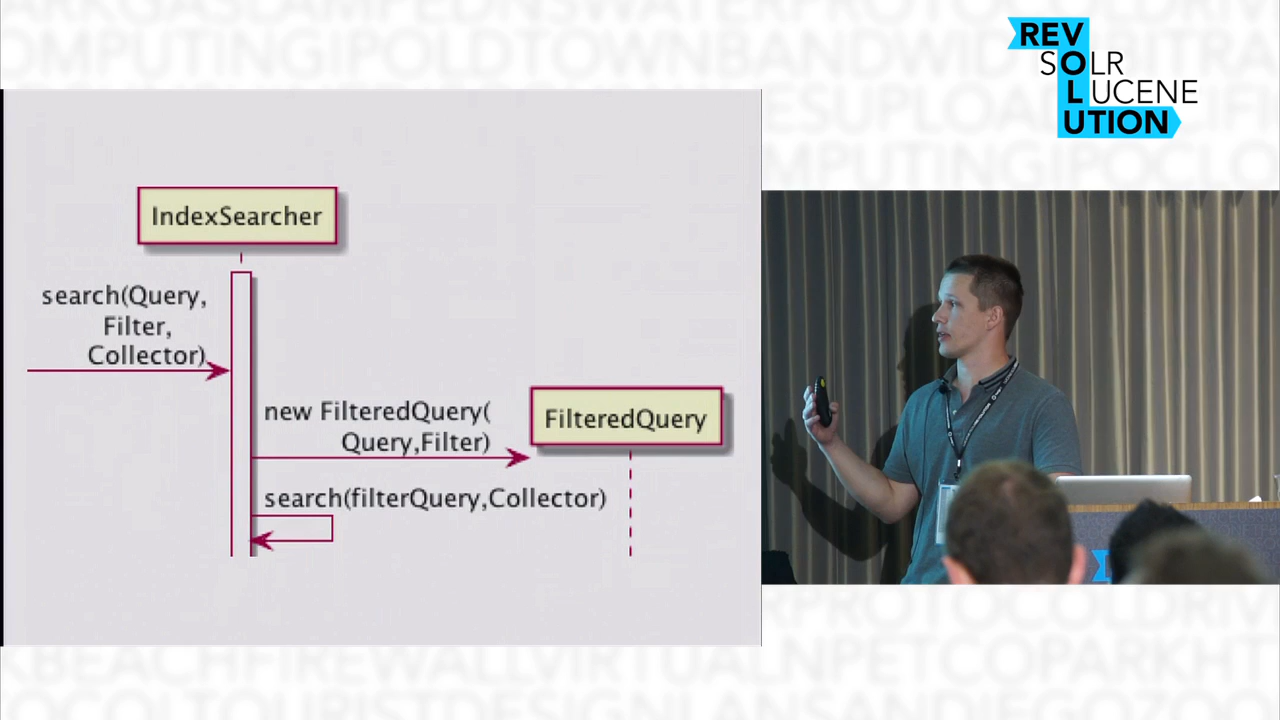 REV
SOLR
LUCENE
UTION
IndexSearcher
search(Query,
Filter,
Collector)
new FilteredQuery(
Query,Filter)
FilteredQuery
search(filterQuery,Collector)